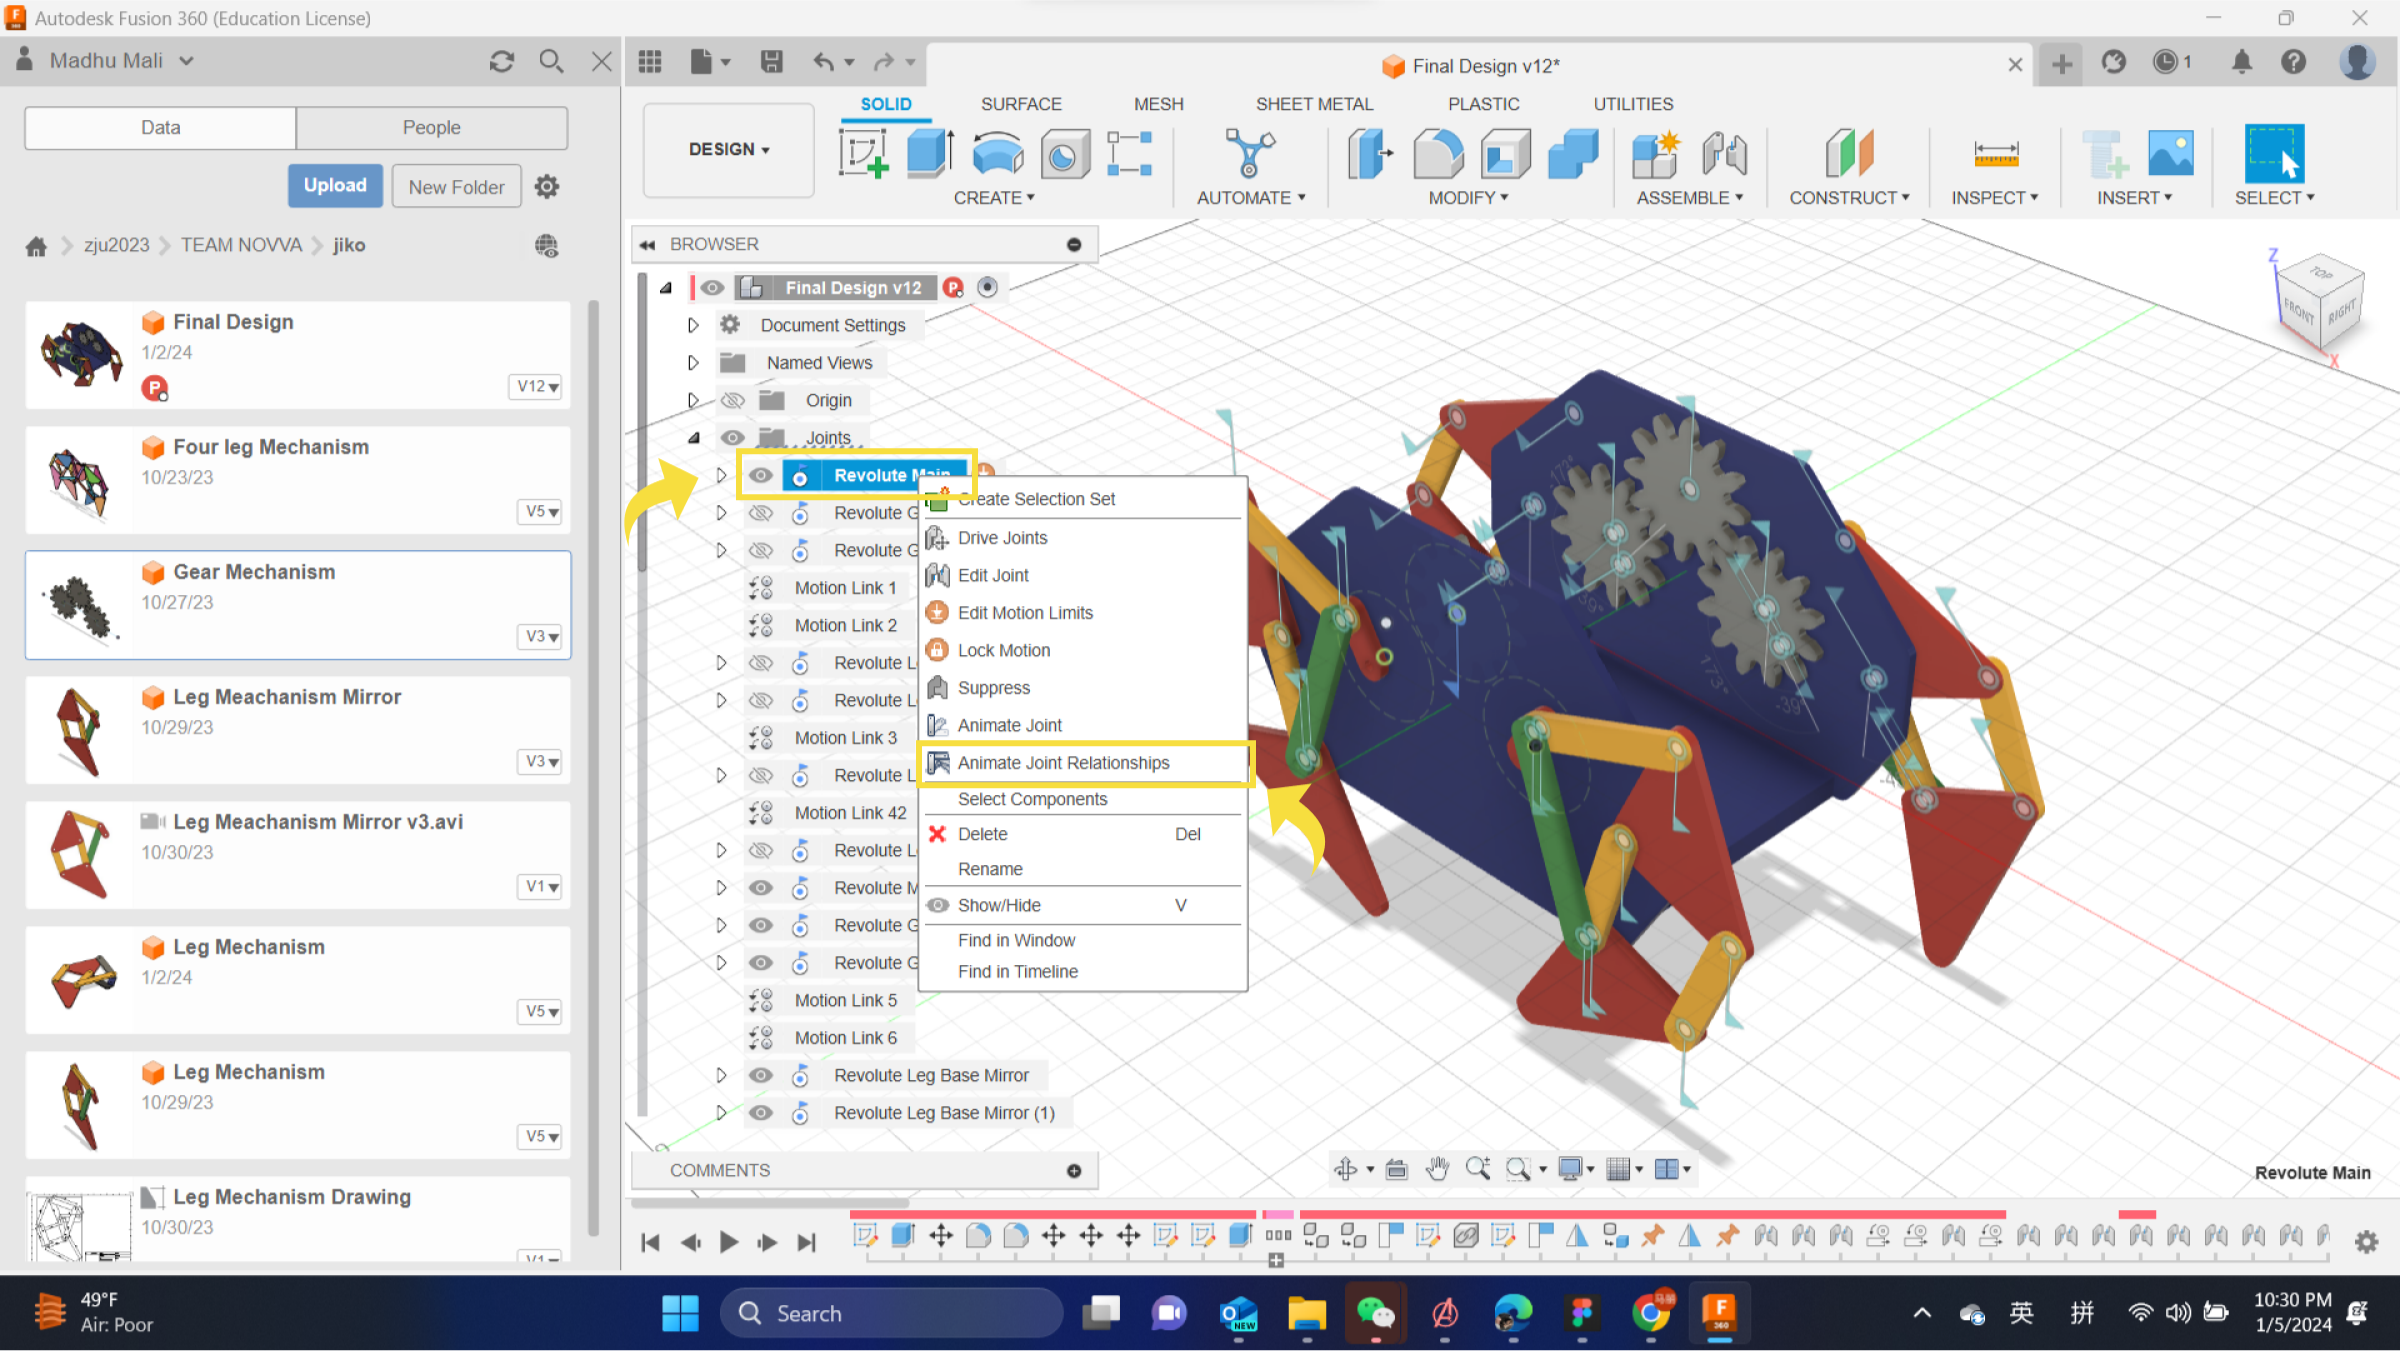 Autodesk Fusion 360 (Education License)
Madhu Mali
Data
People
Upload
New Folder
zju2023
TEAM NOVVA
jiko
Final Design
1/2/24
P
V12
Four leg Mechanism
10/23/23
V5
Gear Mechanism
10/27/23
V3
Leg Meachanism Mirror
10/29/23
V3
Leg Meachanism Mirror v3.avi
10/30/23
V1
Leg Mechanism
1/2/24
V5
Leg Mechanism
10/29/23
V5
Leg Mechanism Drawing
10/30/23
V1
Final Design v12*
1
DESIGN
SOLID
SURFACE
MESH
SHEET METAL
PLASTIC
UTILITIES
CREATE
AUTOMATE
MODIFY
ASSEMBLE
CONSTRUCT
INSPECT
INSERT
SELECT
BROWSER
Final Design v12
P
Document Settings
Named Views
Origin
Joints
Revolute Main
Revolute G
Revolute G
Motion Link 1
Motion Link 2
Revolute L
Revolute L
Motion Link 3
Revolute L
Motion Link 42
Revolute L
Revolute M
Revolute G
Revolute G
Motion Link 5
Motion Link 6
Revolute Leg Base Mirror
Revolute Leg Base Mirror (1)
Create Selection Set
Drive Joints
Edit Joint
Edit Motion Limits
Lock Motion
Suppress
Animate Joint
Animate Joint Relationships
Select Components
Delete Del
Rename
Show/Hide V
Find in Window
Find in Timeline
Z
TOP
FRONT
RIGHT
X
173°
-39°
COMMENTS
Revolute Main
49°F
Air: Poor
Search
NEW
F
360
英
拼
10:30 PM
1/5/2024